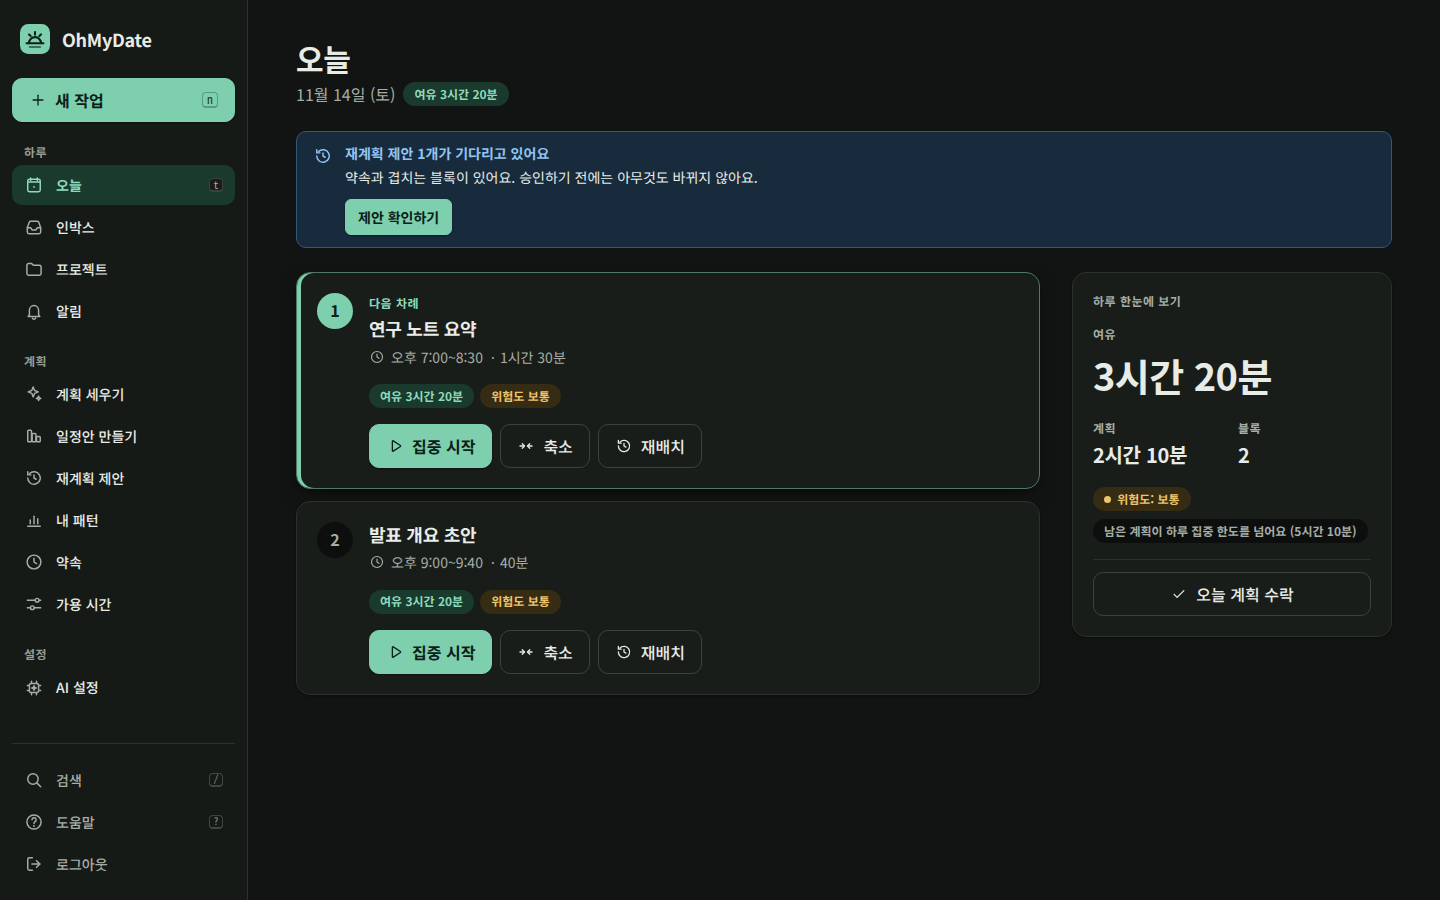 OhMyDate
새 작업 n
하루
오늘 t
인박스
프로젝트
알림
계획
계획 세우기
일정안 만들기
재계획 제안
내 패턴
약속
가용 시간
설정
AI 설정
검색 /
도움말 ?
로그아웃
오늘
11월 14일 (토) 여유 3시간 20분
재계획 제안 1개가 기다리고 있어요
약속과 겹치는 블록이 있어요. 승인하기 전에는 아무것도 바뀌지 않아요.
제안 확인하기
1
다음 차례
연구 노트 요약
오후 7:00~8:30 · 1시간 30분
여유 3시간 20분 위험도 보통
집중 시작 축소 재배치
2
발표 개요 초안
오후 9:00~9:40 · 40분
여유 3시간 20분 위험도 보통
집중 시작 축소 재배치
하루 한눈에 보기
여유
3시간 20분
계획 블록
2시간 10분 2
위험도: 보통
남은 계획이 하루 집중 한도를 넘어요 (5시간 10분)
오늘 계획 수락